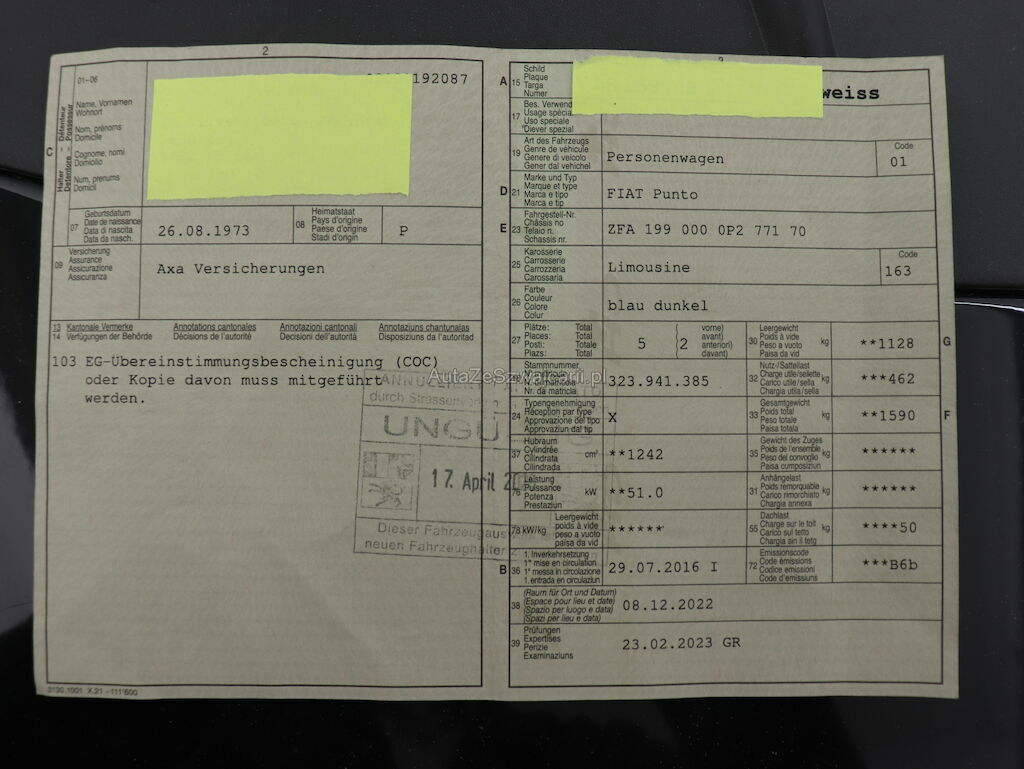 2
01-06
192087
C
Halter - Détenteur
Detentore - Possessur
Name, Vornamen
Wohnort
Nom, prénoms
Domicile
Cognome, nomi
Domicilio
Num, prenums
Domicil
07
Geburtsdatum
Date de naissance
Data di nascita
Data da nasch.
26.08.1973
08
Heimatstaat
Pays d'origine
Paese d'origine
Stadi d'origin
P
09
Versicherung
Assurance
Assicurazione
Assicuranza
Axa Versicherungen
13 Kantonale Vermerke Annotations cantonales Annotazioni cantonali Annotaziuns chantunalas
14 Verfügungen der Behörde Décisions de l'autorité Decisioni dell'autorità Disposiziuns da l'autoritad
103 EG-Übereinstimmungsbescheinigung (COC)
oder Kopie davon muss mitgeführt
werden.
durch
UNGÜ
17. April
Dieser Fahrzeugaus
neuen Fahrzeughalter
AutaZeSzwajcarii.pl
3130.1001 X.21 - 111'600
A 15
Schild
Plaque
Targa
Numer
weiss
17
Bes. Verwend
Usage spécia
Uso speciale
Diever spezial
19
Art des Fahrzeugs
Genre de véhicule
Genere di veicolo
Gener dal vehichel
Personenwagen
Code
01
D 21
Marke und Typ
Marque et type
Marca e tipo
Marca e tip
FIAT Punto
E 23
Fahrgestell-Nr.
Châssis no
Telaio n.
Schassis nr.
ZFA 199 000 0P2 771 70
25
Karosserie
Carrosserie
Carrozzeria
Carossaria
Limousine
Code
163
26
Farbe
Couleur
Colore
Colur
blau dunkel
27
Plätze: Total
Places: Total
Posti: Totale
Plazs: Total
5
2
vorne)
avant)
anteriori)
davant)
30
Leergewicht
Poids à vide
Peso a vuoto
Paisa da vid
kg
**1128
G
Stammnummer
Nr. da matricla
323.941.385
32
Nutz-/Sattellast
Charge utile/sellette
Carico utile/sella
Chargia utila/sella
kg
***462
24
Typengenehmigung
Réception par type
Approvazione del tipo
Approvaziun dal tip
X
33
Gesamtgewicht
Poids total
Peso totale
Paisa totala
kg
**1590
F
37
Hubraum
Cylindrée
Cilindrata
Cilindrada
cm³
**1242
35
Gewicht des Zuges
Poids de l'ensemble
Peso del convoglio
Paisa cumposiziun
kg
******
76
Leistung
Puissance
Potenza
Prestaziun
kW
**51.0
31
Anhängelast
Poids remorquable
Carico rimorchiato
Chargia annexa
kg
******
78 kW/kg
Leergewicht
poids à vide
peso a vuoto
paisa da vid
******
55
Dachlast
Charge sur le toit
Carico sul tetto
Chargia sin il tetg
kg
****50
B 36
1. Inverkehrsetzung
1re mise en circulation
1a messa in circolazione
1. entrada en circulaziun
29.07.2016 I
72
Emissionscode
Code émissions
Codice emissioni
Code d'emissiuns
***B6b
38
(Raum für Ort und Datum)
(Espace pour lieu et date)
(Spazio per luogo e data)
(Spazi per lieu e data)
08.12.2022
39
Prüfungen
Expertises
Perizie
Examinaziuns
23.02.2023 GR